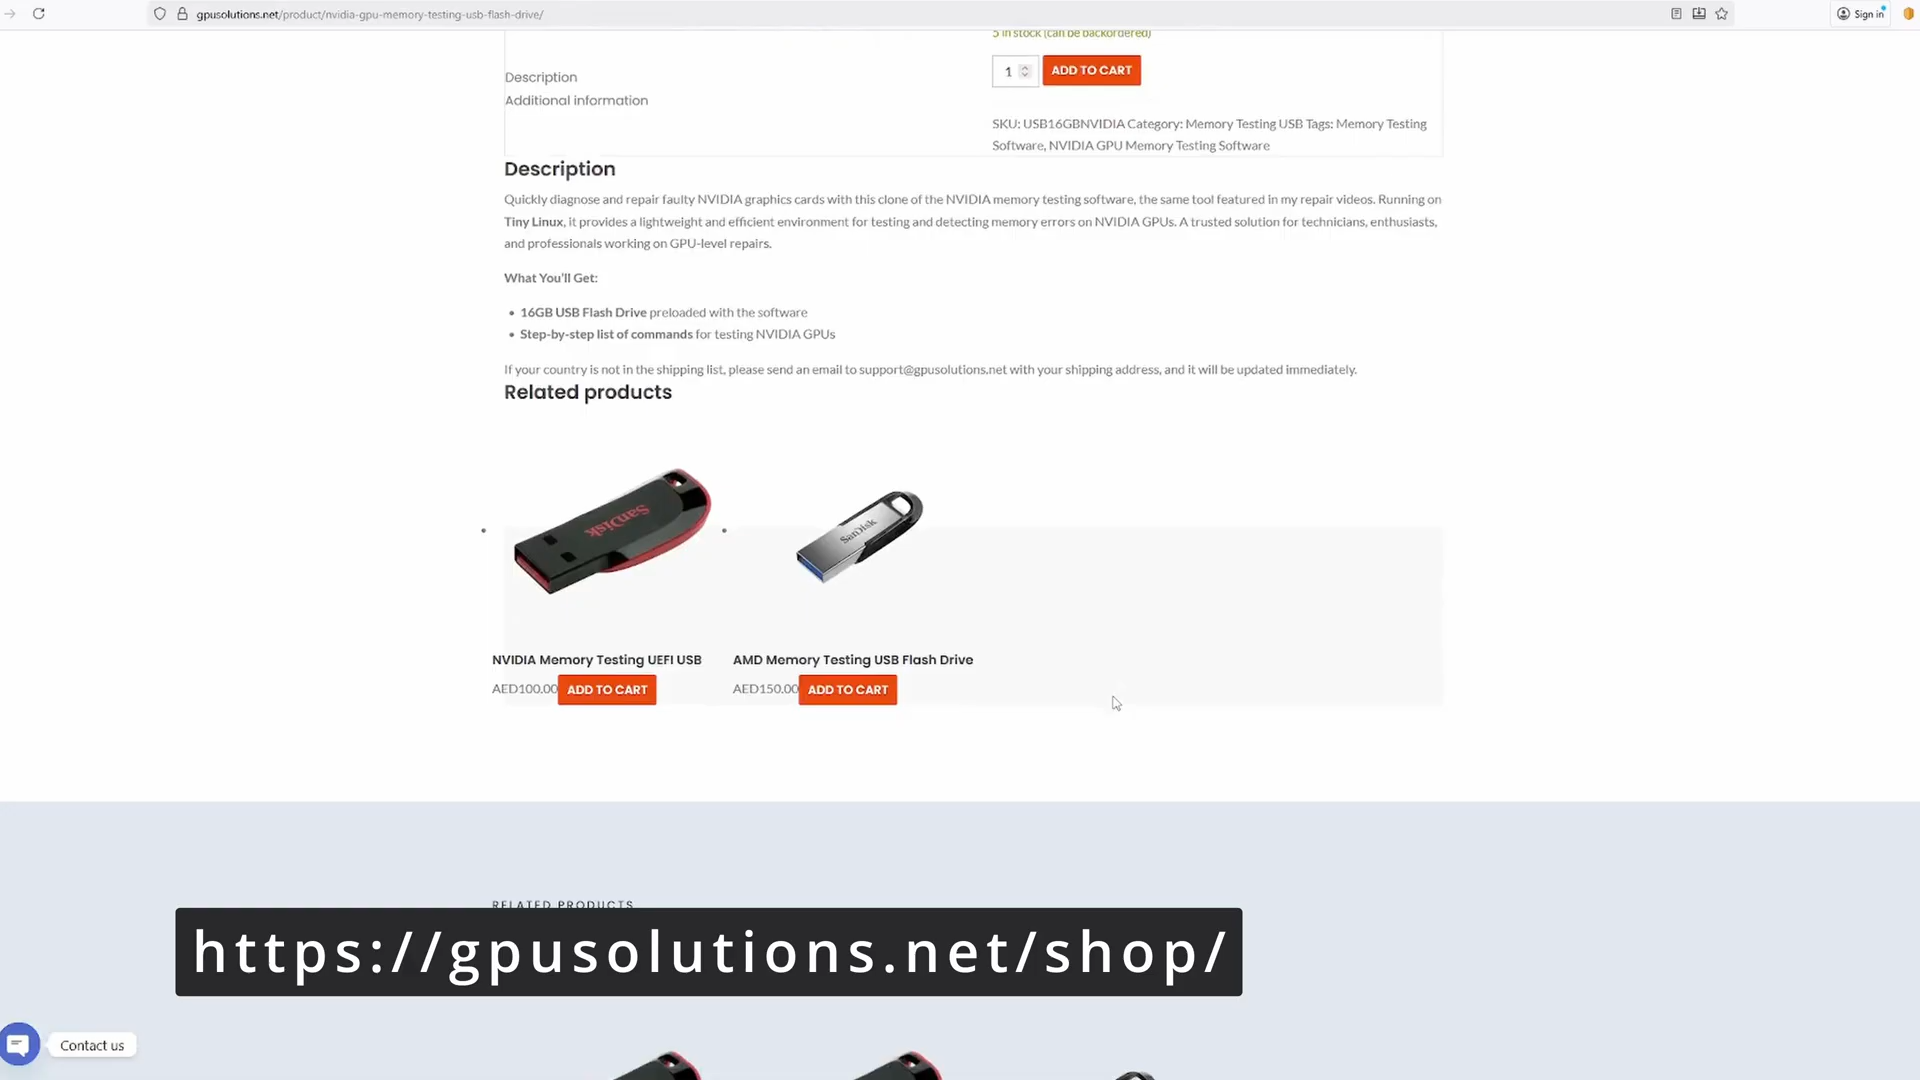 gpusolutions.net/product/nvidia-gpu-memory-testing-usb-flash-drive/
Sign in
5 in stock (can be backordered)
1
ADD TO CART
Description
Additional information
SKU: USB16GBNVIDIA Category: Memory Testing USB Tags: Memory Testing
Software, NVIDIA GPU Memory Testing Software
Description
Quickly diagnose and repair faulty NVIDIA graphics cards with this clone of the NVIDIA memory testing software, the same tool featured in my repair videos. Running on
Tiny Linux, it provides a lightweight and efficient environment for testing and detecting memory errors on NVIDIA GPUs. A trusted solution for technicians, enthusiasts,
and professionals working on GPU-level repairs.
What You'll Get:
• 16GB USB Flash Drive preloaded with the software
• Step-by-step list of commands for testing NVIDIA GPUs
If your country is not in the shipping list, please send an email to support@gpusolutions.net with your shipping address, and it will be updated immediately.
Related products
SanDisk
SanDisk
NVIDIA Memory Testing UEFI USB
AED100.00 ADD TO CART
AMD Memory Testing USB Flash Drive
AED150.00 ADD TO CART
RELATED PRODUCTS
https://gpusolutions.net/shop/
Contact us